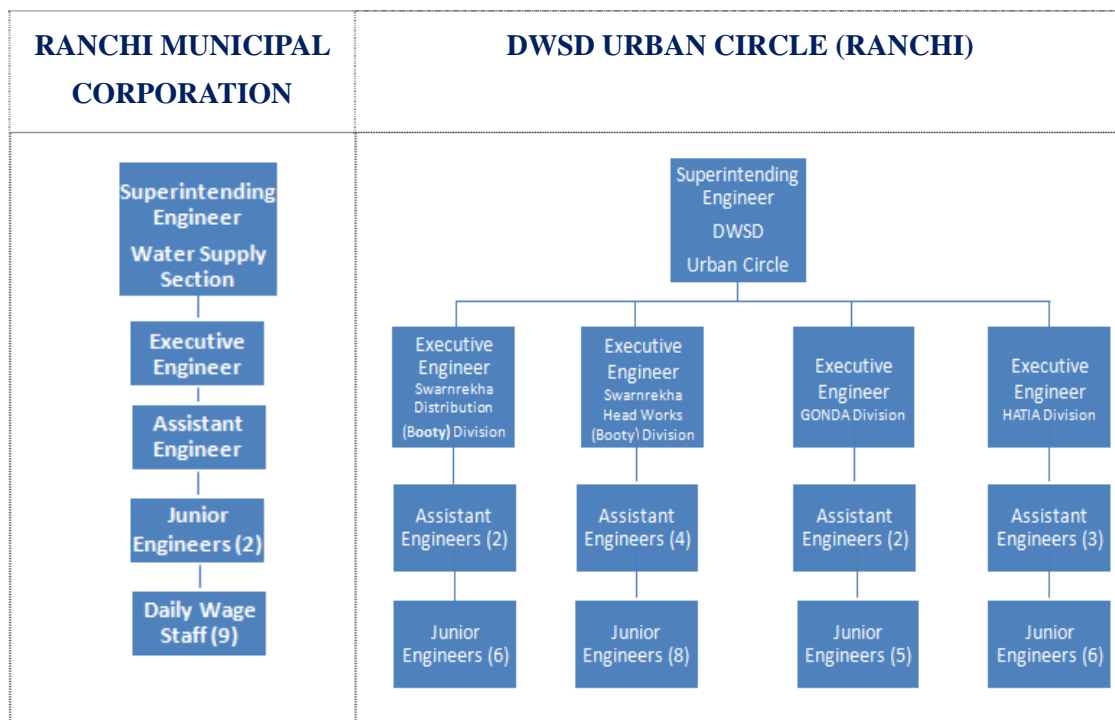 RANCHI MUNICIPAL
CORPORATION
DWSD URBAN CIRCLE (RANCHI)
Superintending
Engineer
Water Supply
Section
Executive
Engineer
Assistant
Engineer
Junior
Engineers (2)
Daily Wage
Staff (9)
Superintending
Engineer
DWSD
Urban Circle
Executive
Engineer
Swarnrekha
Distribution
(Booty) Division
Executive
Engineer
Swarnrekha
Head Works
(Booty) Division
Executive
Engineer
GONDA Division
Executive
Engineer
HATIA Division
Assistant
Engineers (2)
Assistant
Engineers (4)
Assistant
Engineers (2)
Assistant
Engineers (3)
Junior
Engineers (6)
Junior
Engineers (8)
Junior
Engineers (5)
Junior
Engineers (6)